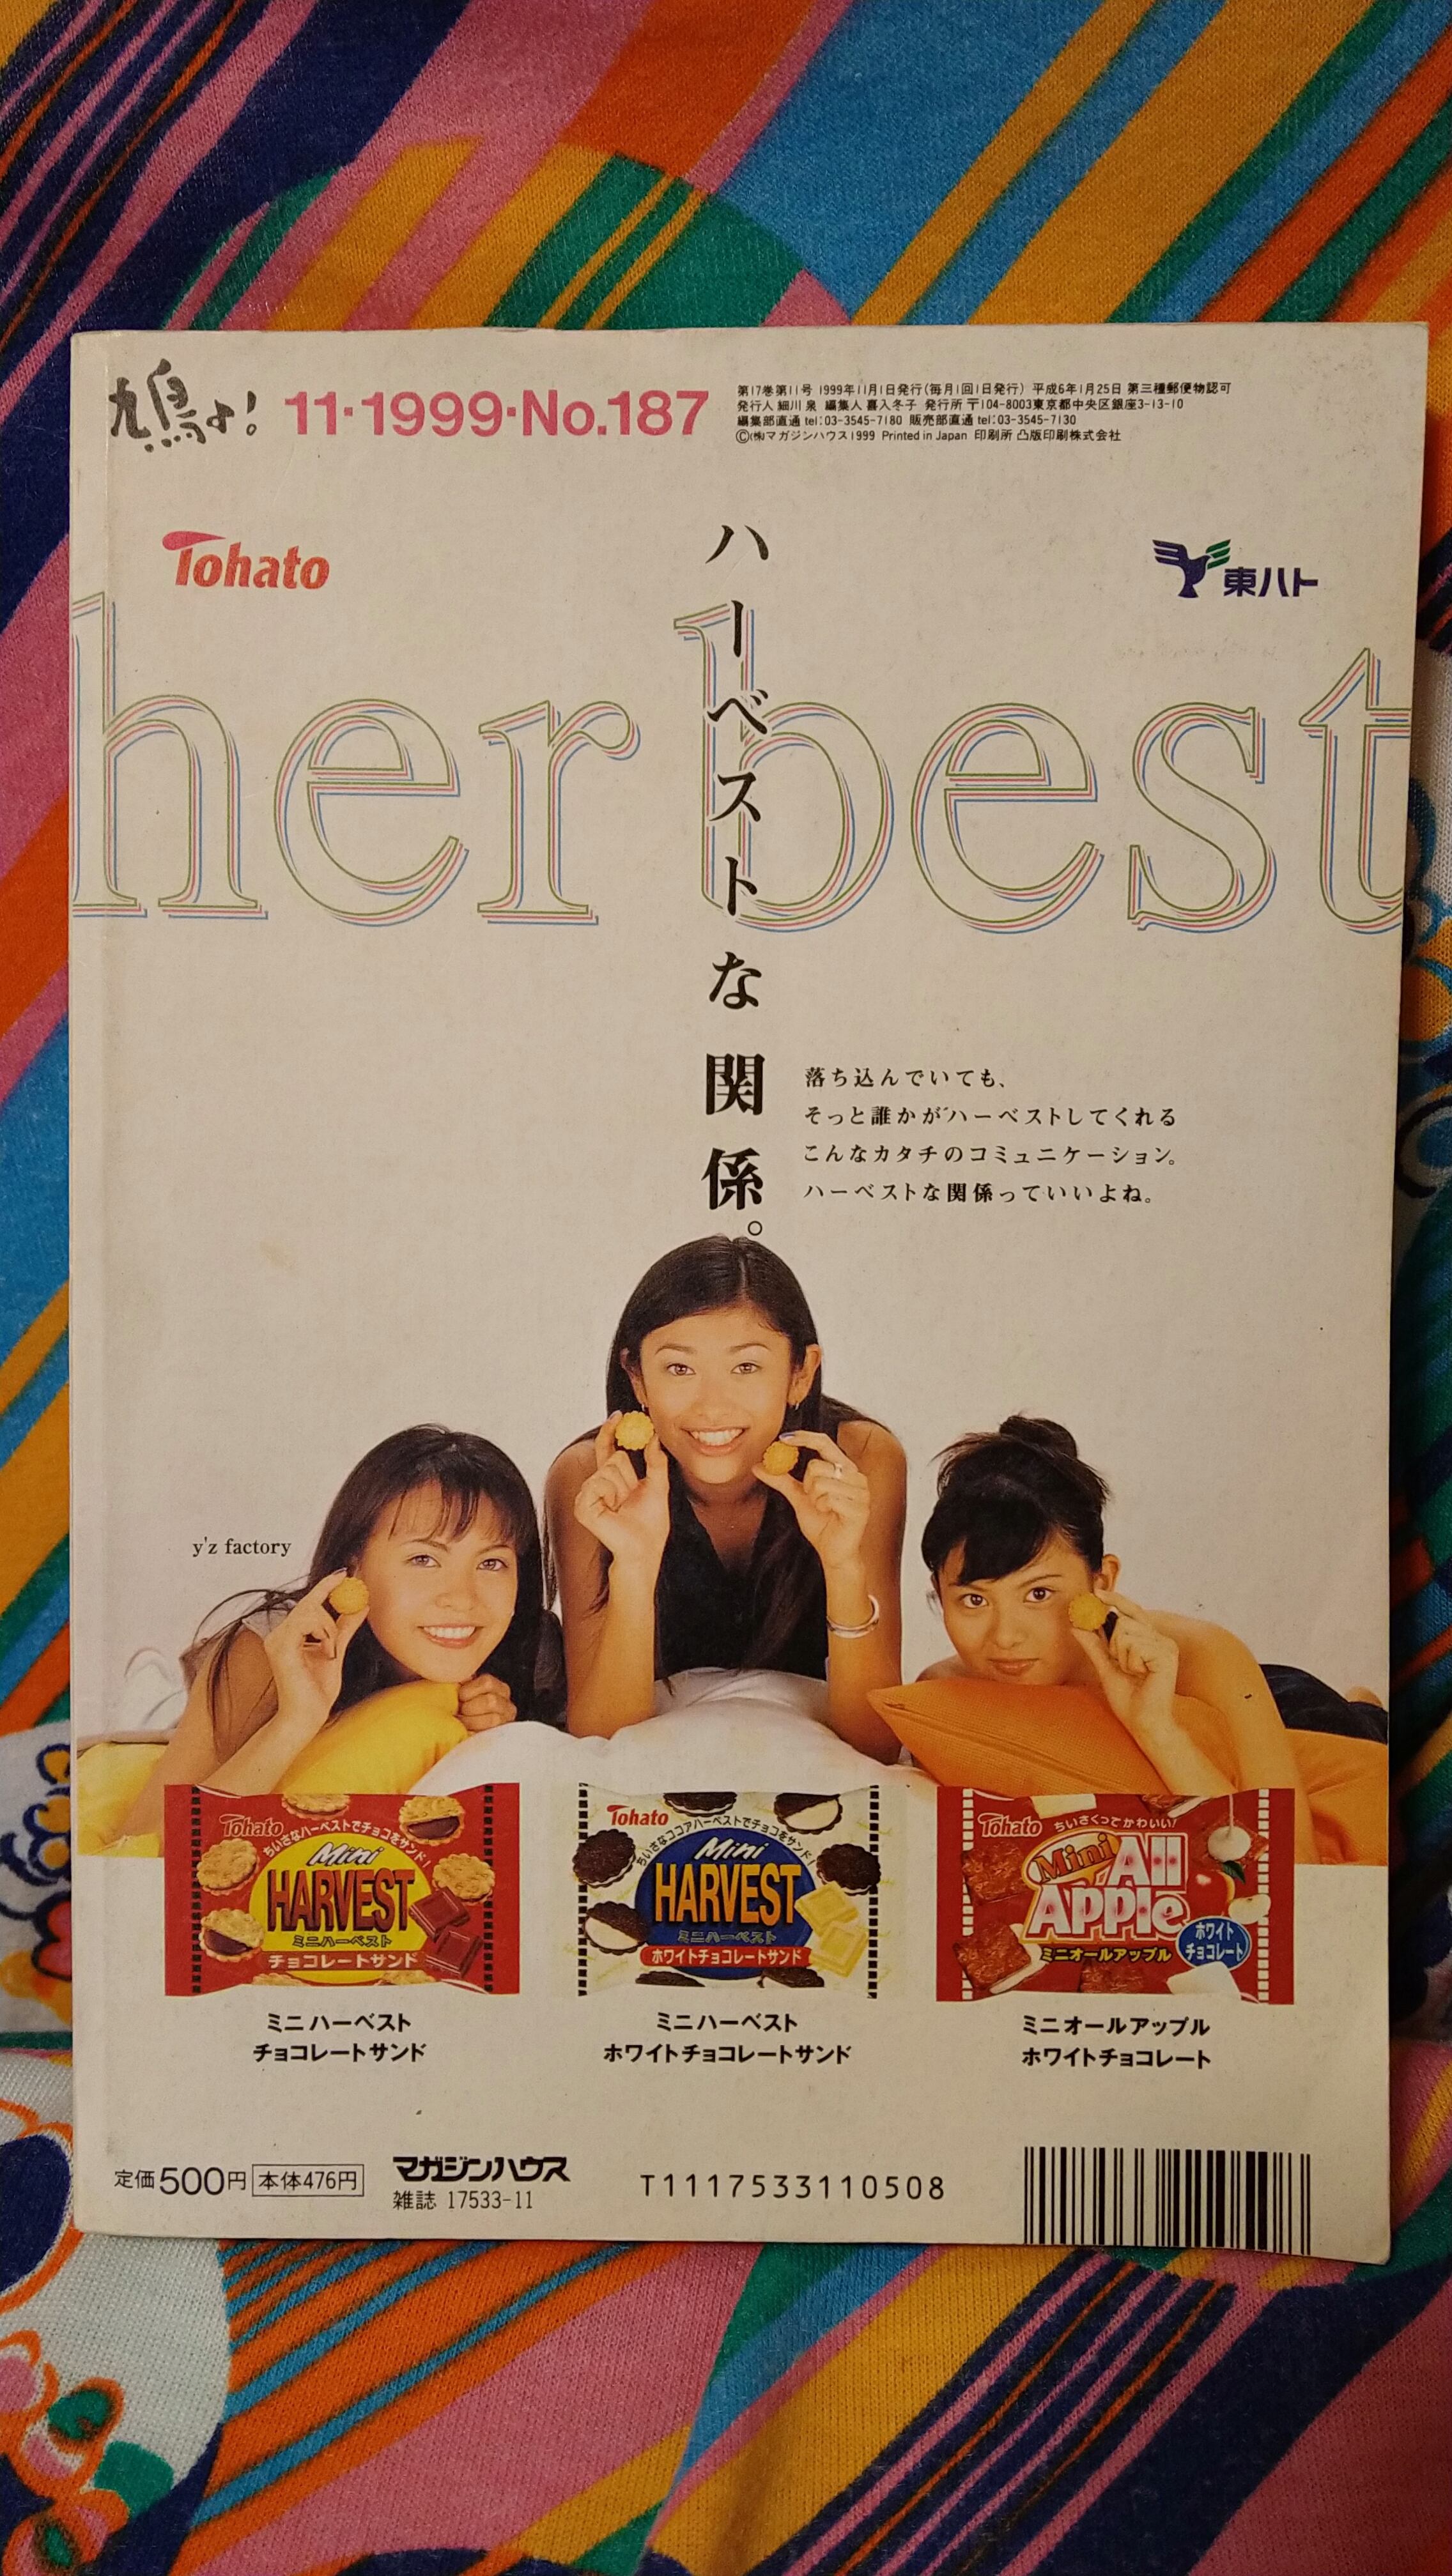 鳩よ! 11·1999·No.187
第17巻第11号 1999年11月1日発行(毎月1回1日発行) 平成6年1月25日 第三種郵便物認可
発行人 細川 泉 編集人 喜入冬子 発行所 〒104-8003東京都中央区銀座3-13-10
編集部直通 tel:03-3545-7180 販売部直通 tel:03-3545-7130
©(株)マガジンハウス1999 Printed in Japan 印刷所 凸版印刷株式会社
Tohato
東ハト
her best
ハーベストな関係。
落ち込んでいても、
そっと誰かがハーベストしてくれる
こんなカタチのコミュニケーション。
ハーベストな関係っていいよね。
y'z factory
Tohato
ちいさなハーベストでチョコをサンド!
Mini
HARVEST
ミニハーベスト
チョコレートサンド
Tohato
ちいさなココアハーベストでチョコをサンド!
Mini
HARVEST
ミニハーベスト
ホワイトチョコレートサンド
Tohato
ちいさくってかわいい!
Mini All
APPle
ミニオールアップル
ホワイト
チョコレート
ミニハーベスト
チョコレートサンド
ミニハーベスト
ホワイトチョコレートサンド
ミニオールアップル
ホワイトチョコレート
定価500円 本体476円
マガジンハウス
雑誌 17533-11
T1117533110508